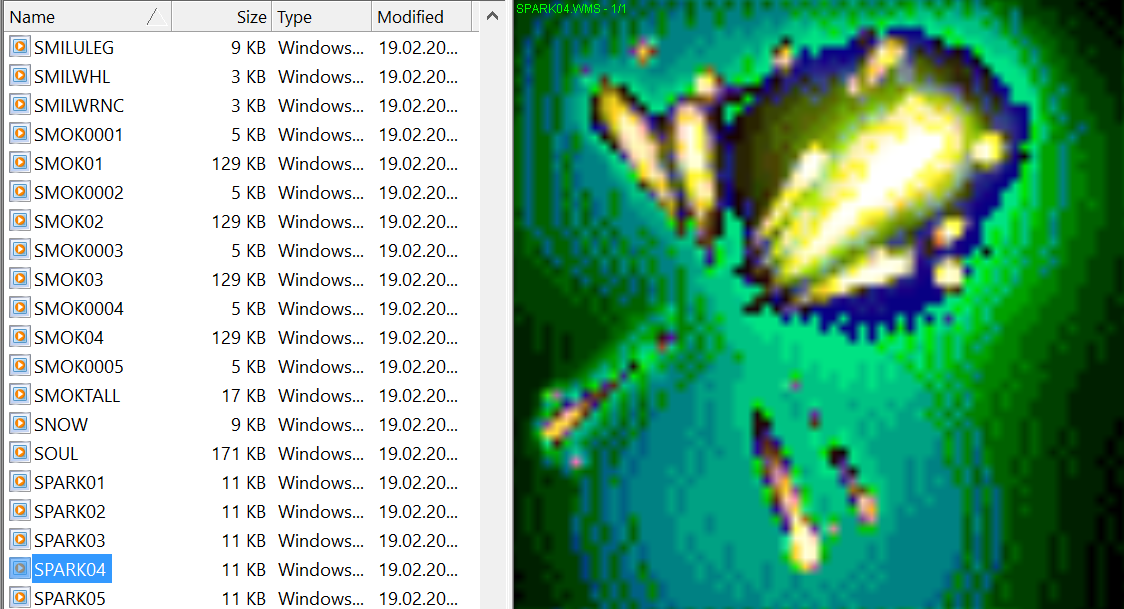 Name Size Type Modified
SMILULEG 9 KB Windows... 19.02.20...
SMILWHL 3 KB Windows... 19.02.20...
SMILWRNC 3 KB Windows... 19.02.20...
SMOK0001 5 KB Windows... 19.02.20...
SMOK01 129 KB Windows... 19.02.20...
SMOK0002 5 KB Windows... 19.02.20...
SMOK02 129 KB Windows... 19.02.20...
SMOK0003 5 KB Windows... 19.02.20...
SMOK03 129 KB Windows... 19.02.20...
SMOK0004 5 KB Windows... 19.02.20...
SMOK04 129 KB Windows... 19.02.20...
SMOK0005 5 KB Windows... 19.02.20...
SMOKTALL 17 KB Windows... 19.02.20...
SNOW 9 KB Windows... 19.02.20...
SOUL 171 KB Windows... 19.02.20...
SPARK01 11 KB Windows... 19.02.20...
SPARK02 11 KB Windows... 19.02.20...
SPARK03 11 KB Windows... 19.02.20...
SPARK04 11 KB Windows... 19.02.20...
SPARK05 11 KB Windows... 19.02.20...
SPARK04.WMS - 1/1